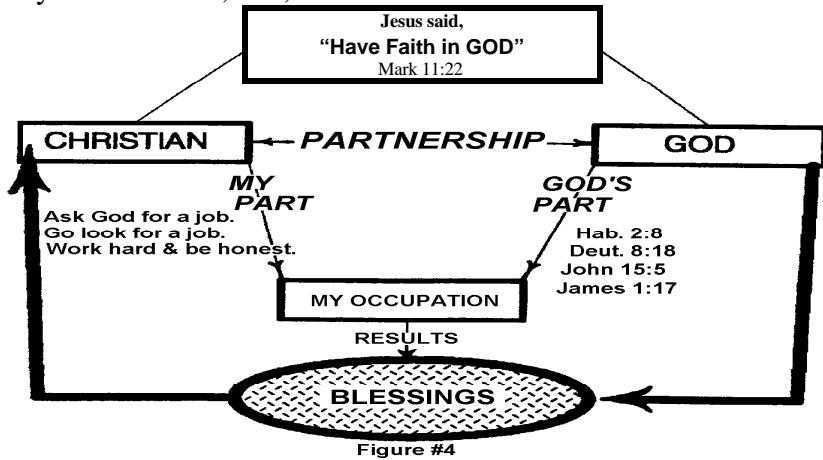 Jesus said,
“Have Faith in GOD”
Mark 11:22
CHRISTIAN
PARTNERSHIP
GOD
MY
PART
GOD'S
PART
Ask God for a job.
Go look for a job.
Work hard & be honest.
Hab. 2:8
Deut. 8:18
John 15:5
James 1:17
MY OCCUPATION
RESULTS
BLESSINGS
Figure #4